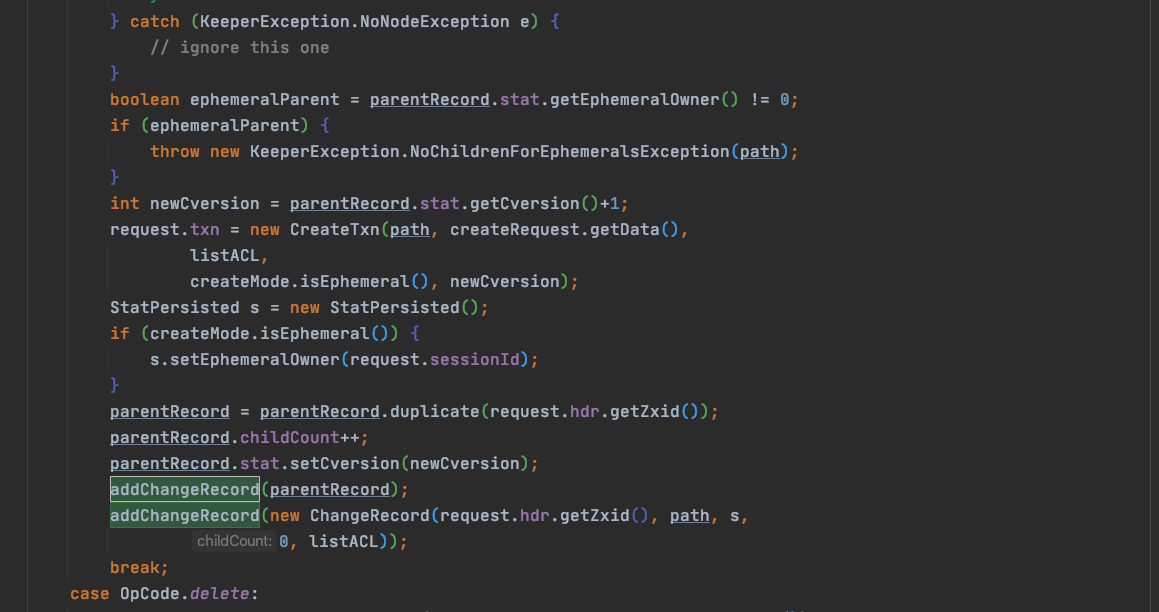 } catch (KeeperException.NoNodeException e) {
// ignore this one
}
boolean ephemeralParent = parentRecord.stat.getEphemeralOwner() != 0;
if (ephemeralParent) {
throw new KeeperException.NoChildrenForEphemeralsException(path);
}
int newCversion = parentRecord.stat.getCversion()+1;
request.txn = new CreateTxn(path, createRequest.getData(),
listACL,
createMode.isEphemeral(), newCversion);
StatPersisted s = new StatPersisted();
if (createMode.isEphemeral()) {
s.setEphemeralOwner(request.sessionId);
}
parentRecord = parentRecord.duplicate(request.hdr.getZxid());
parentRecord.childCount++;
parentRecord.stat.setCversion(newCversion);
addChangeRecord(parentRecord);
addChangeRecord(new ChangeRecord(request.hdr.getZxid(), path, s,
childCount: 0, listACL));
break;
case OpCode.delete: